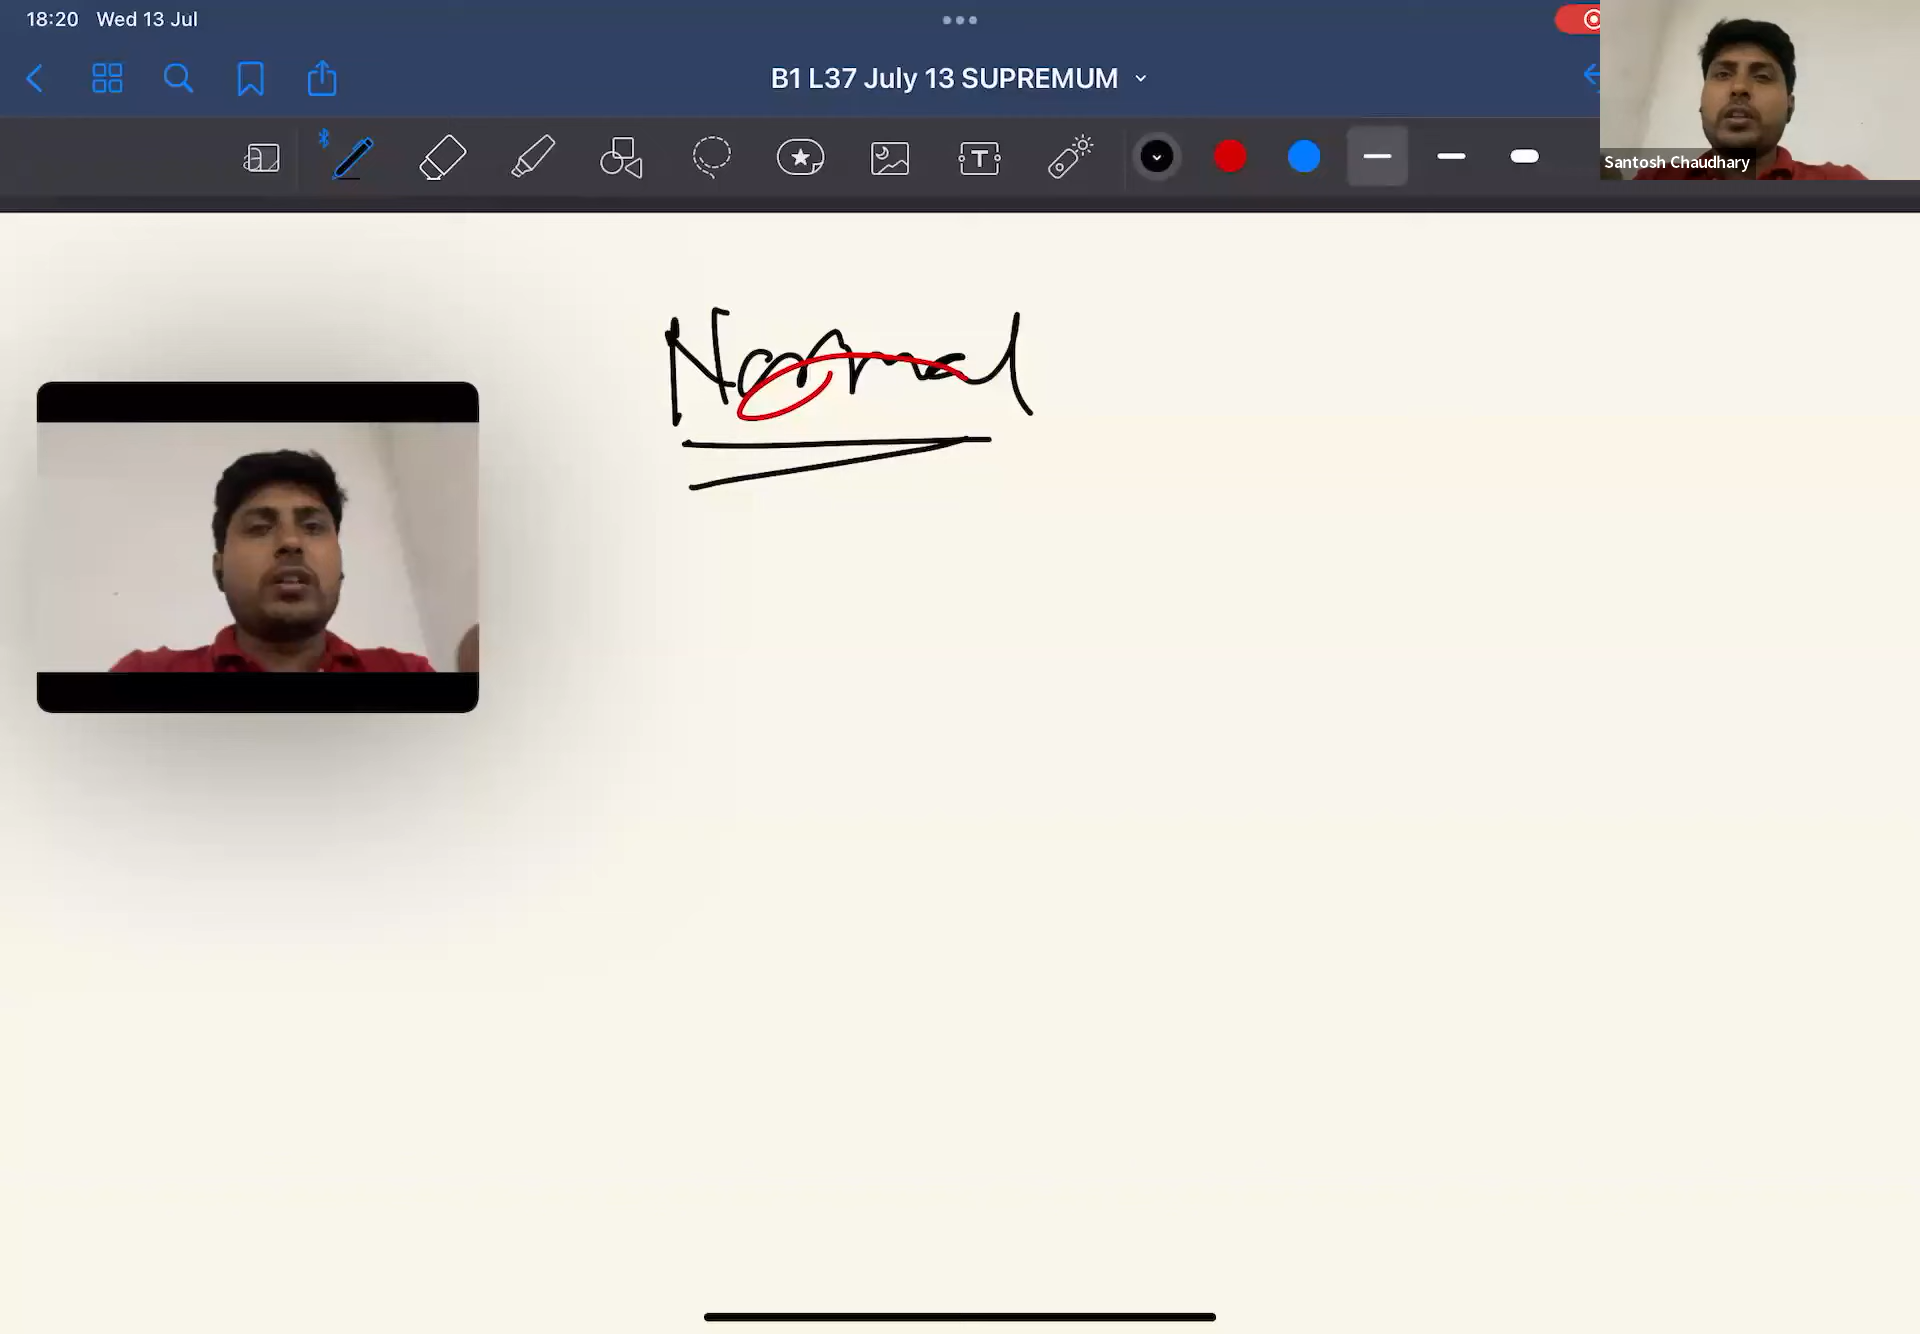 18:20 Wed 13 Jul
B1 L37 July 13 SUPREMUM
T
Santosh Chaudhary
Normal